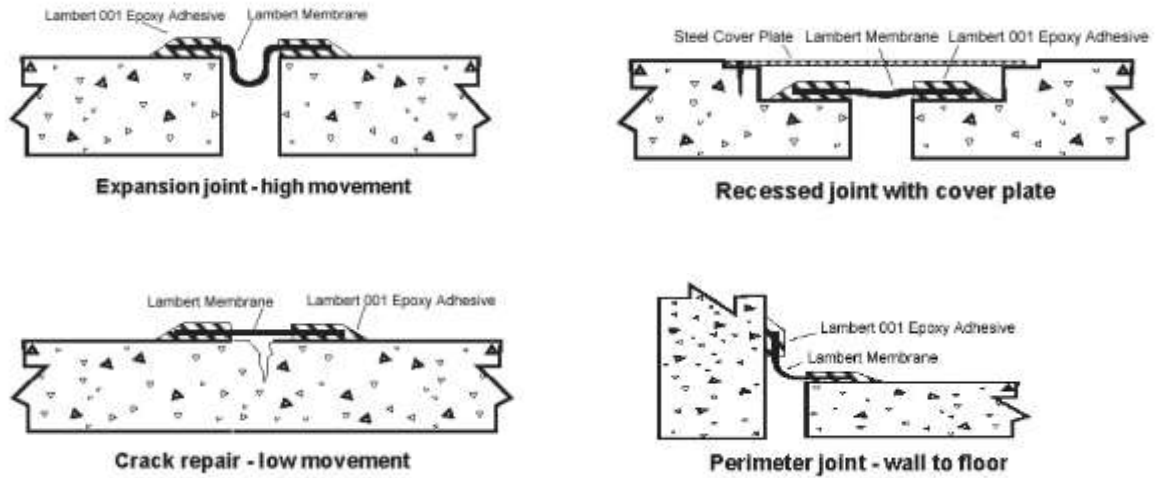 Lambert 001 Epoxy Adhesive
Lambert Membrane
Expansion joint - high movement
Steel Cover Plate
Lambert Membrane
Lambert 001 Epoxy Adhesive
Recessed joint with cover plate
Lambert Membrane
Lambert 001 Epoxy Adhesive
Crack repair - low movement
Lambert 001 Epoxy Adhesive
Lambert Membrane
Perimeter joint - wall to floor